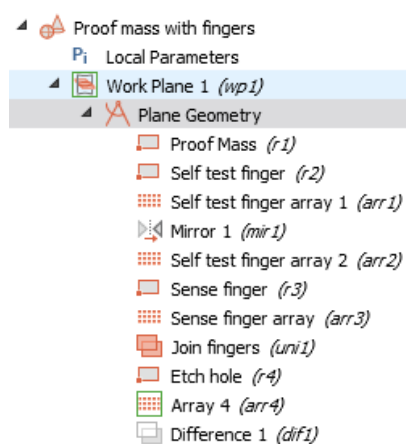 Proof mass with fingers
Pi Local Parameters
Work Plane 1 (wp1)
Plane Geometry
Proof Mass (r1)
Self test finger (r2)
Self test finger array 1 (arr1)
Mirror 1 (mir1)
Self test finger array 2 (arr2)
Sense finger (r3)
Sense finger array (arr3)
Join fingers (uni1)
Etch hole (r4)
Array 4 (arr4)
Difference 1 (dif1)